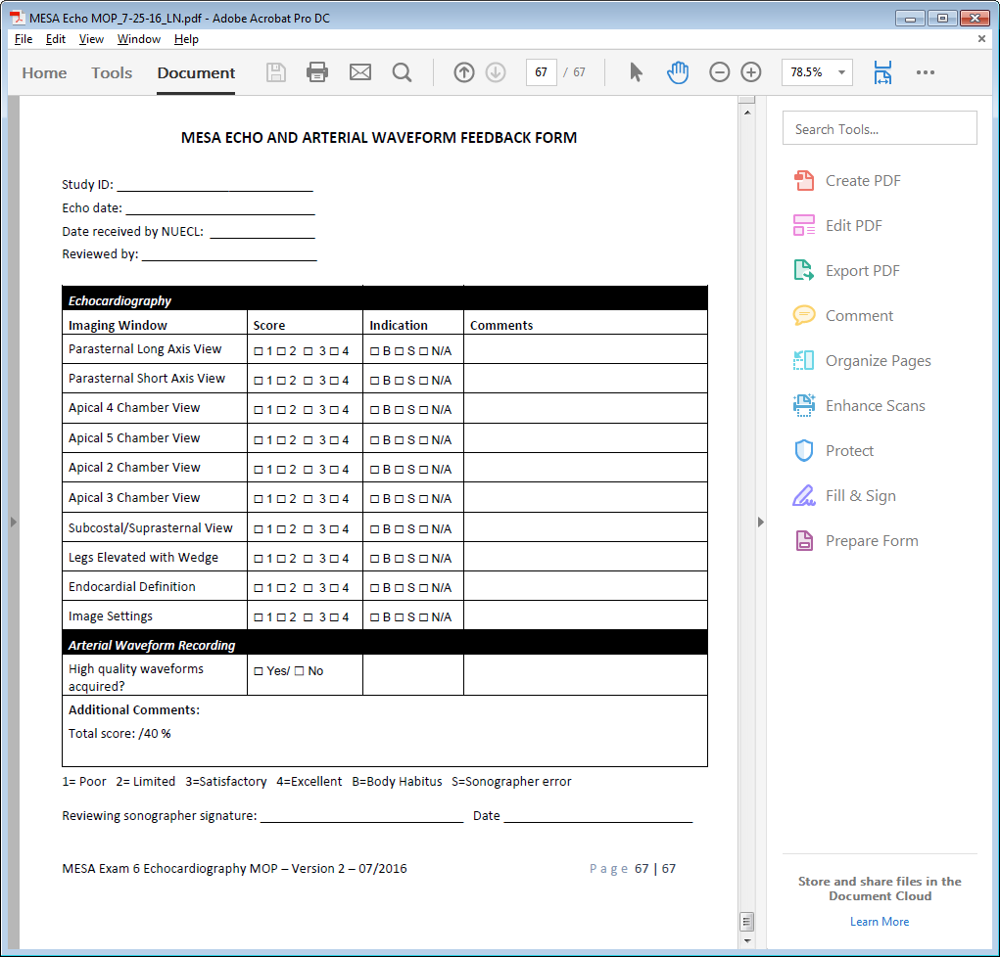 MESA Echo MOP_7-25-16_LN.pdf - Adobe Acrobat Pro DC
File Edit View Window Help
Home Tools Document 67 / 67 78.5%
MESA ECHO AND ARTERIAL WAVEFORM FEEDBACK FORM
Study ID: ____________________________
Echo date: ___________________________
Date received by NUECL: _______________
Reviewed by: _________________________
Echocardiography
Imaging Window Score Indication Comments
Parasternal Long Axis View ☐ 1 ☐ 2 ☐ 3 ☐ 4 ☐ B ☐ S ☐ N/A
Parasternal Short Axis View ☐ 1 ☐ 2 ☐ 3 ☐ 4 ☐ B ☐ S ☐ N/A
Apical 4 Chamber View ☐ 1 ☐ 2 ☐ 3 ☐ 4 ☐ B ☐ S ☐ N/A
Apical 5 Chamber View ☐ 1 ☐ 2 ☐ 3 ☐ 4 ☐ B ☐ S ☐ N/A
Apical 2 Chamber View ☐ 1 ☐ 2 ☐ 3 ☐ 4 ☐ B ☐ S ☐ N/A
Apical 3 Chamber View ☐ 1 ☐ 2 ☐ 3 ☐ 4 ☐ B ☐ S ☐ N/A
Subcostal/Suprasternal View ☐ 1 ☐ 2 ☐ 3 ☐ 4 ☐ B ☐ S ☐ N/A
Legs Elevated with Wedge ☐ 1 ☐ 2 ☐ 3 ☐ 4 ☐ B ☐ S ☐ N/A
Endocardial Definition ☐ 1 ☐ 2 ☐ 3 ☐ 4 ☐ B ☐ S ☐ N/A
Image Settings ☐ 1 ☐ 2 ☐ 3 ☐ 4 ☐ B ☐ S ☐ N/A
Arterial Waveform Recording
High quality waveforms ☐ Yes/ ☐ No
acquired?
Additional Comments:
Total score: /40 %
1= Poor 2= Limited 3=Satisfactory 4=Excellent B=Body Habitus S=Sonographer error
Reviewing sonographer signature: _____________________________ Date ___________________________
MESA Exam 6 Echocardiography MOP – Version 2 – 07/2016 Page 67 | 67
Search Tools...
Create PDF
Edit PDF
Export PDF
Comment
Organize Pages
Enhance Scans
Protect
Fill & Sign
Prepare Form
Store and share files in the
Document Cloud
Learn More